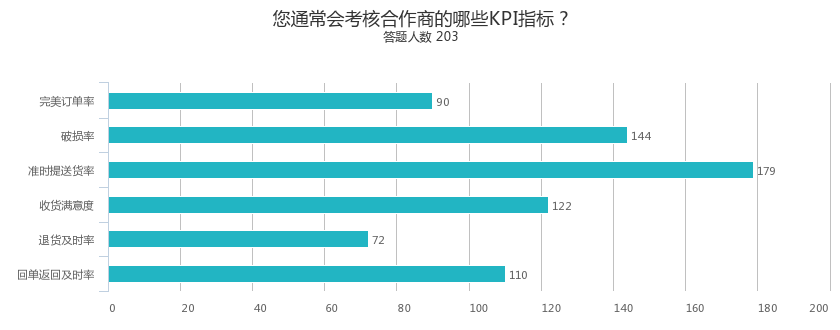 您通常会考核合作商的哪些KPI指标？
答题人数 203
完美订单率 90
破损率 144
准时提送货率 179
收货满意度 122
退货及时率 72
回单返回及时率 110
0 20 40 60 80 100 120 140 160 180 200